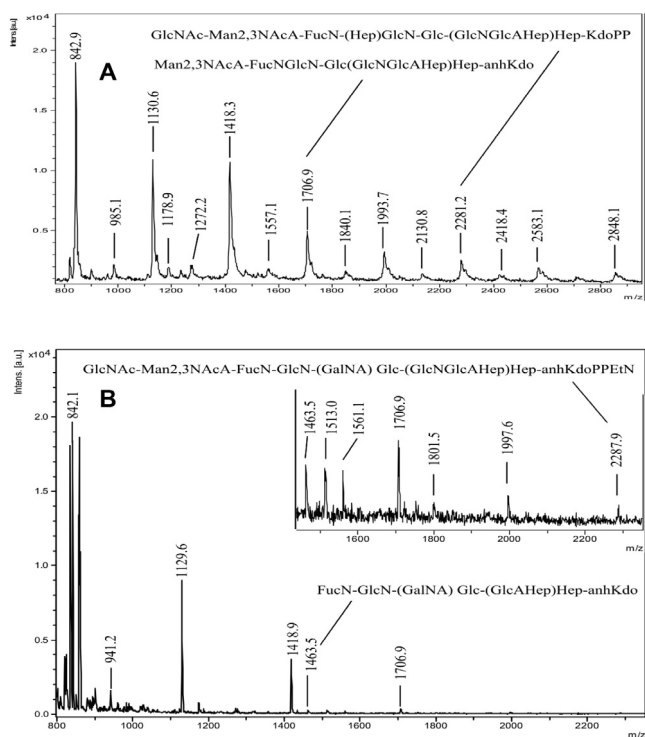 Intens.[a.u.]
x10⁴
2.0
1.5
1.0
0.5
A
GlcNAc-Man2,3NAcA-FucN-(Hep)GlcN-Glc-(GlcNGlcAHep)Hep-KdoPP
Man2,3NAcA-FucNGlcN-Glc(GlcNGlcAHep)Hep-anhKdo
842.9
985.1
1130.6
1178.9
1272.2
1418.3
1557.1
1706.9
1840.1
1993.7
2130.8
2281.2
2418.4
2583.1
2848.1
800 1000 1200 1400 1600 1800 2000 2200 2400 2600 2800
m/z
Intens. [a.u.]
x10⁴
2.0
1.5
1.0
0.5
0.0
B
GlcNAc-Man2,3NAcA-FucN-GlcN-(GalNA) Glc-(GlcNGlcAHep)Hep-anhKdoPPEtN
1463.5
1513.0
1561.1
1706.9
1801.5
1997.6
2287.9
1600 1800 2000 2200
m/z
FucN-GlcN-(GalNA) Glc-(GlcAHep)Hep-anhKdo
842.1
941.2
1129.6
1418.9
1463.5
1706.9
800 1000 1200 1400 1600 1800 2000 2200
m/z